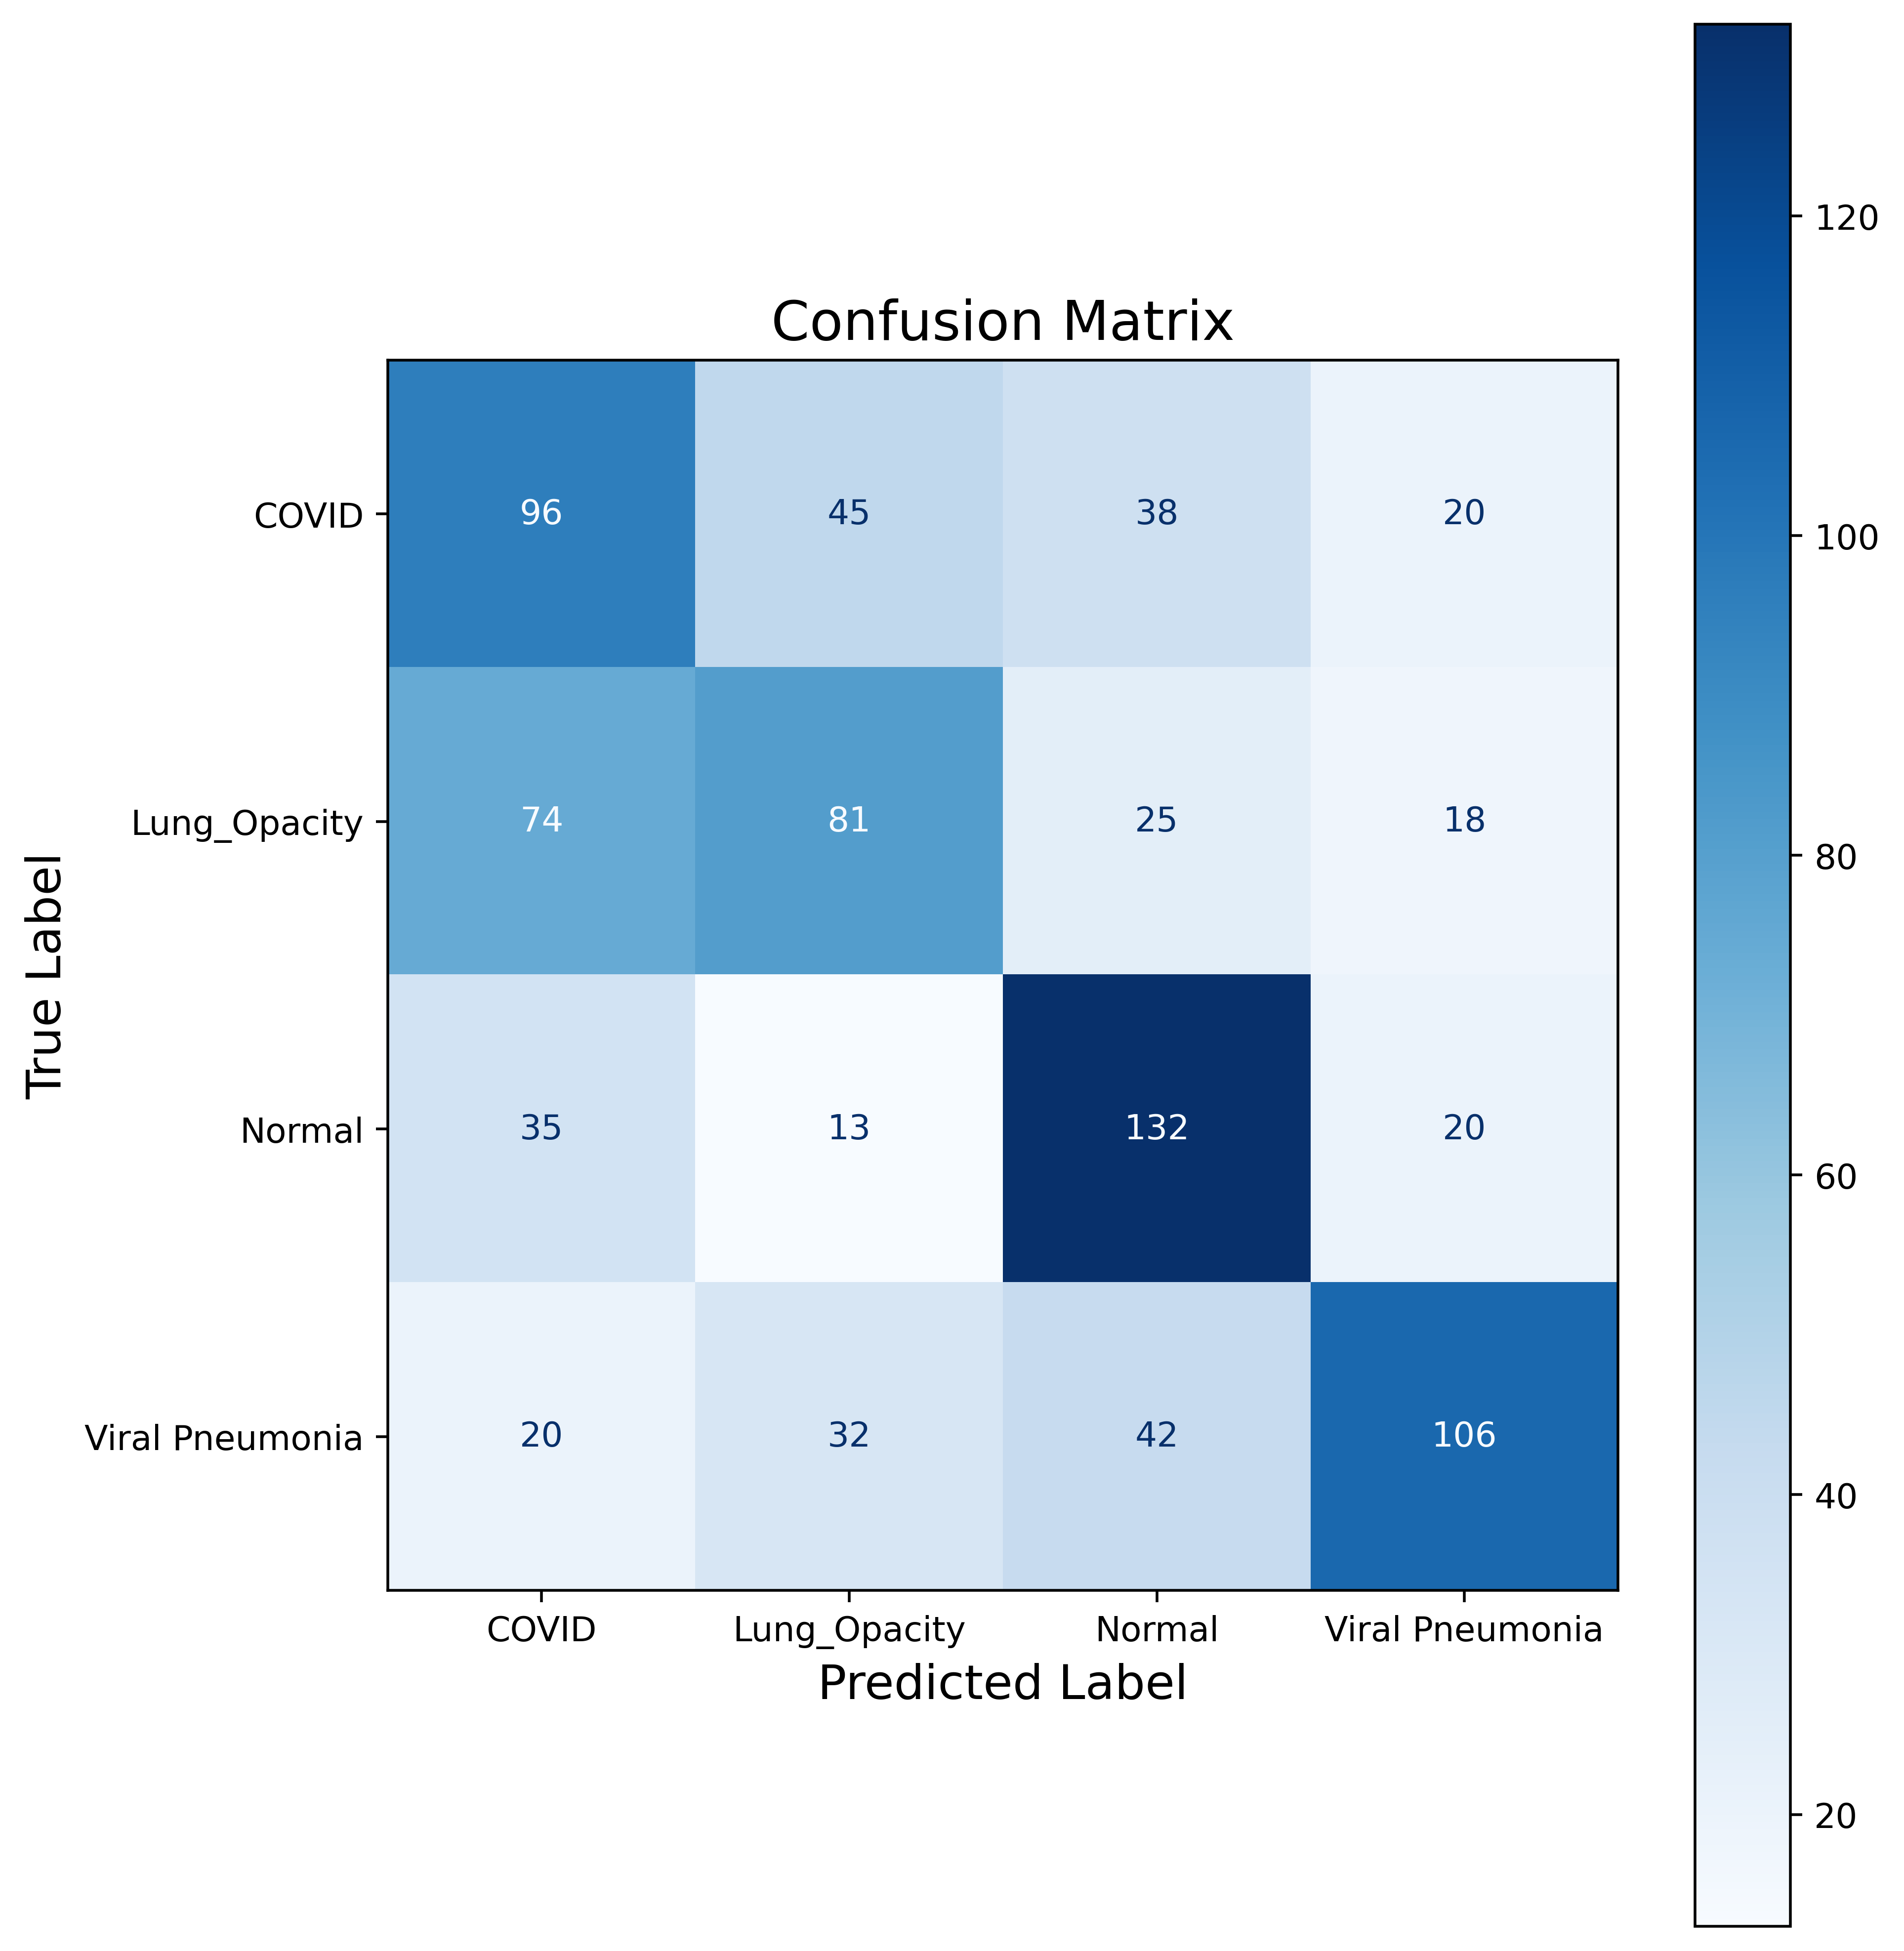 Confusion Matrix
COVID 96 45 38 20
Lung_Opacity 74 81 25 18
Normal 35 13 132 20
Viral Pneumonia 20 32 42 106
COVID Lung_Opacity Normal Viral Pneumonia
Predicted Label
True Label
120
100
80
60
40
20